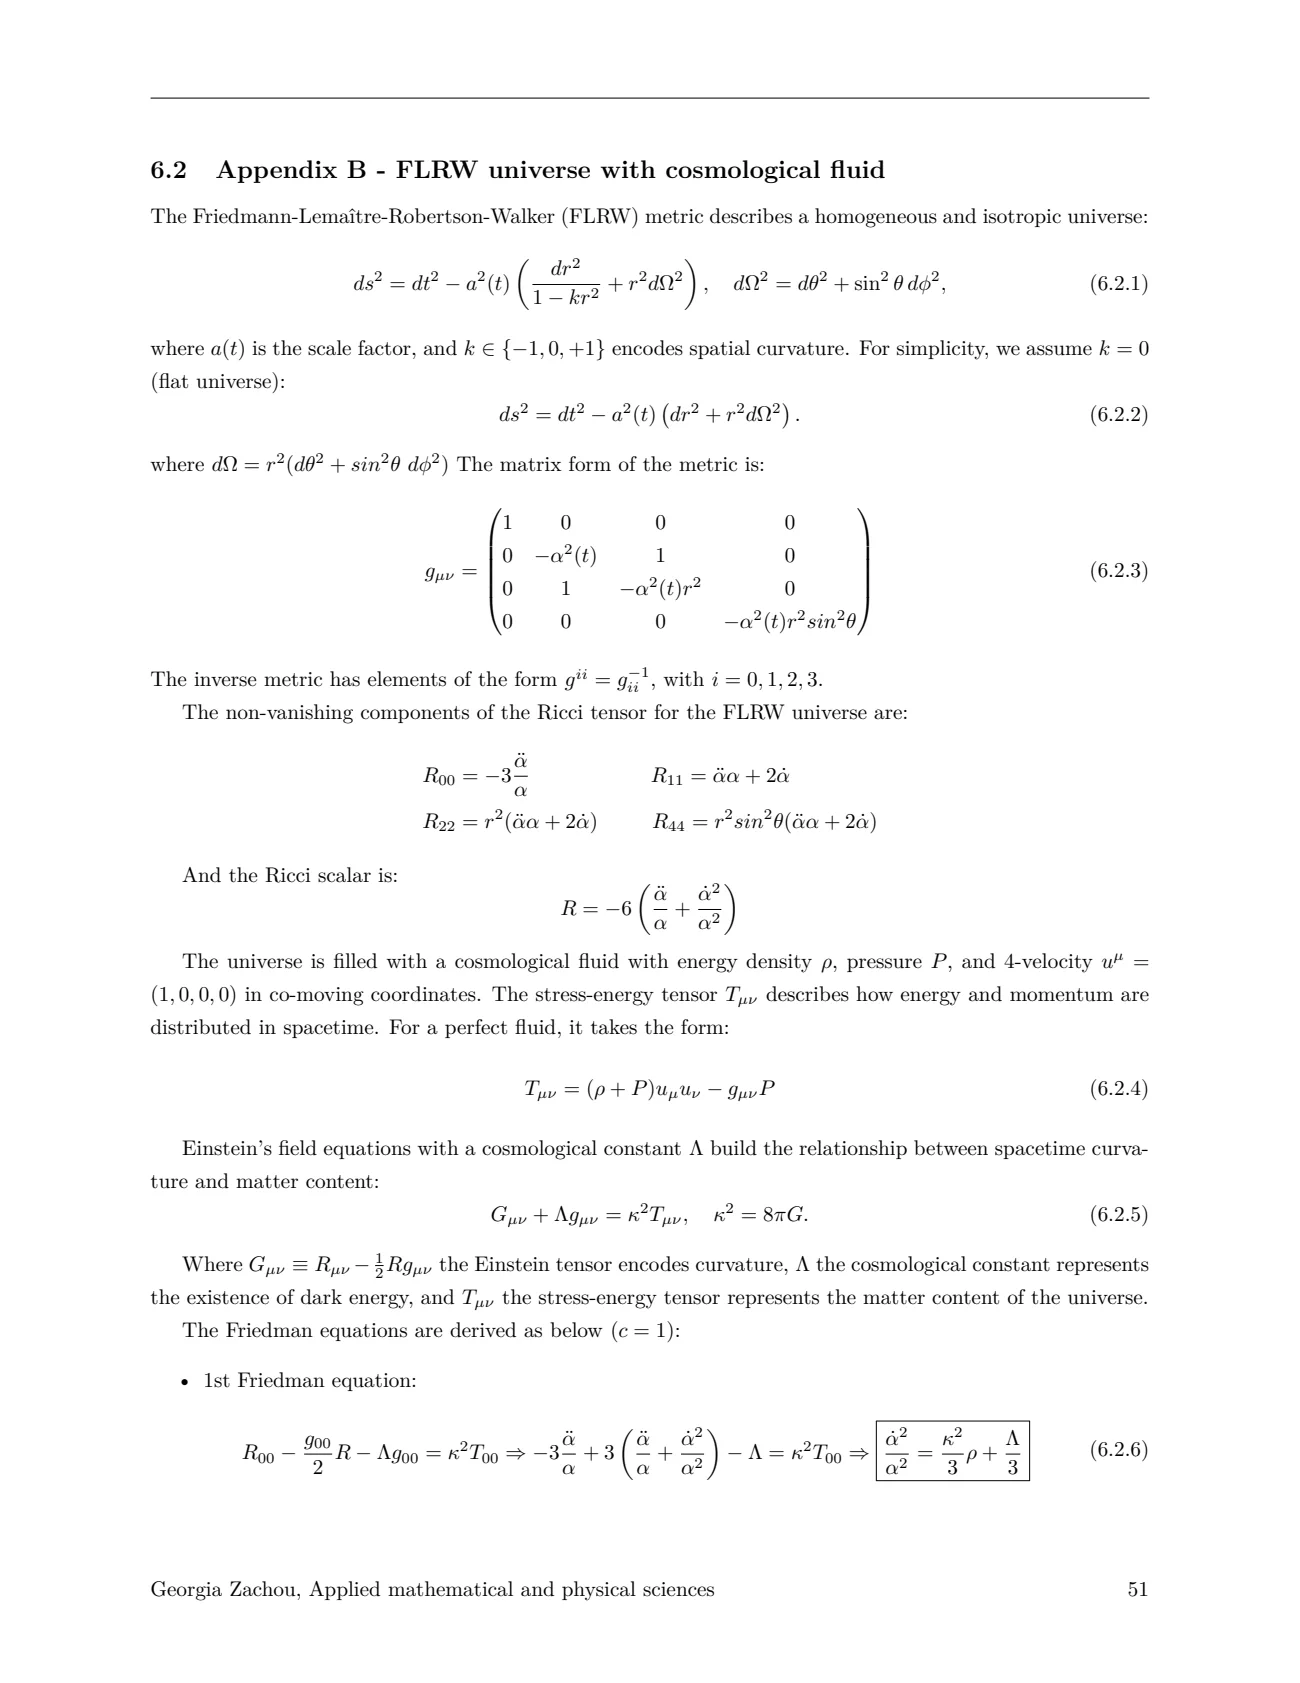 6.2 Appendix B - FLRW universe with cosmological fluid
The Friedmann-Lemaître-Robertson-Walker (FLRW) metric describes a homogeneous and isotropic universe:
ds² = dt² − a²(t) ( dr² / (1 − kr²) + r²dΩ² ) ,   dΩ² = dθ² + sin² θ dϕ²,   (6.2.1)
where a(t) is the scale factor, and k ∈ {−1, 0, +1} encodes spatial curvature. For simplicity, we assume k = 0
(flat universe):
ds² = dt² − a²(t) (dr² + r²dΩ²) .   (6.2.2)
where dΩ = r²(dθ² + sin²θ dϕ²) The matrix form of the metric is:
g_μν = ( 1 0 0 0
0 −α²(t) 1 0
0 1 −α²(t)r² 0
0 0 0 −α²(t)r²sin²θ )   (6.2.3)
The inverse metric has elements of the form g^ii = g_ii^−1, with i = 0, 1, 2, 3.
The non-vanishing components of the Ricci tensor for the FLRW universe are:
R₀₀ = −3 α̈/α   R₁₁ = α̈α + 2α̇
R₂₂ = r²(α̈α + 2α̇)   R₄₄ = r²sin²θ(α̈α + 2α̇)
And the Ricci scalar is:
R = −6 ( α̈/α + α̇²/α² )
The universe is filled with a cosmological fluid with energy density ρ, pressure P, and 4-velocity u^μ =
(1, 0, 0, 0) in co-moving coordinates. The stress-energy tensor T_μν describes how energy and momentum are
distributed in spacetime. For a perfect fluid, it takes the form:
T_μν = (ρ + P)u_μu_ν − g_μνP   (6.2.4)
Einstein's field equations with a cosmological constant Λ build the relationship between spacetime curva-
ture and matter content:
G_μν + Λg_μν = κ²T_μν,   κ² = 8πG.   (6.2.5)
Where G_μν ≡ R_μν − ½Rg_μν the Einstein tensor encodes curvature, Λ the cosmological constant represents
the existence of dark energy, and T_μν the stress-energy tensor represents the matter content of the universe.
The Friedman equations are derived as below (c = 1):
• 1st Friedman equation:
R₀₀ − g₀₀/2 R − Λg₀₀ = κ²T₀₀ ⇒ −3 α̈/α + 3 ( α̈/α + α̇²/α² ) − Λ = κ²T₀₀ ⇒ α̇²/α² = κ²/3 ρ + Λ/3   (6.2.6)
Georgia Zachou, Applied mathematical and physical sciences   51